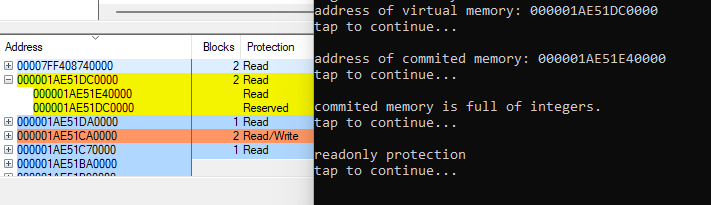 Address Blocks Protection
00007FF408740000 2 Read
000001AE51DC0000 2 Read
000001AE51E40000 Read
000001AE51DC0000 Reserved
000001AE51DA0000 1 Read
000001AE51CA0000 2 Read/Write
000001AE51C70000 1 Read
000001AE51BA0000
address of virtual memory: 000001AE51DC0000
tap to continue...
address of commited memory: 000001AE51E40000
tap to continue...
commited memory is full of integers.
tap to continue...
readonly protection
tap to continue...